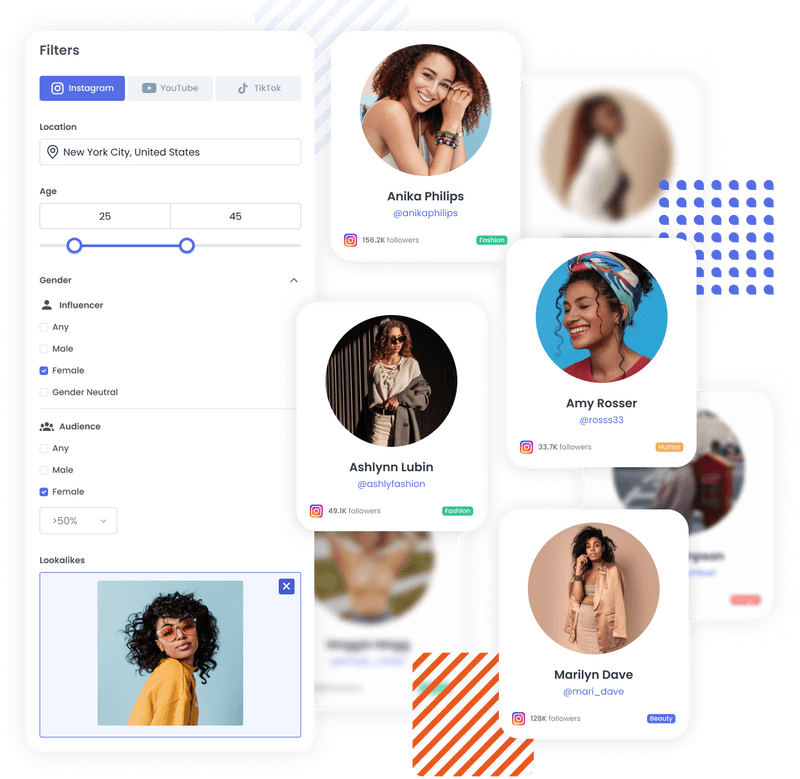 Filters
Instagram
YouTube
TikTok
Location
New York City, United States
Age
25
45
Gender
Influencer
Any
Male
Female
Gender Neutral
Audience
Any
Male
Female
>50%
Lookalikes
Anika Philips
@anikaphilips
156.2K followers
Fashion
Amy Rosser
@rosss33
33.7K followers
Humor
Ashlynn Lubin
@ashlyfashion
49.1K followers
Fashion
Marilyn Dave
@mari_dave
128K followers
Beauty